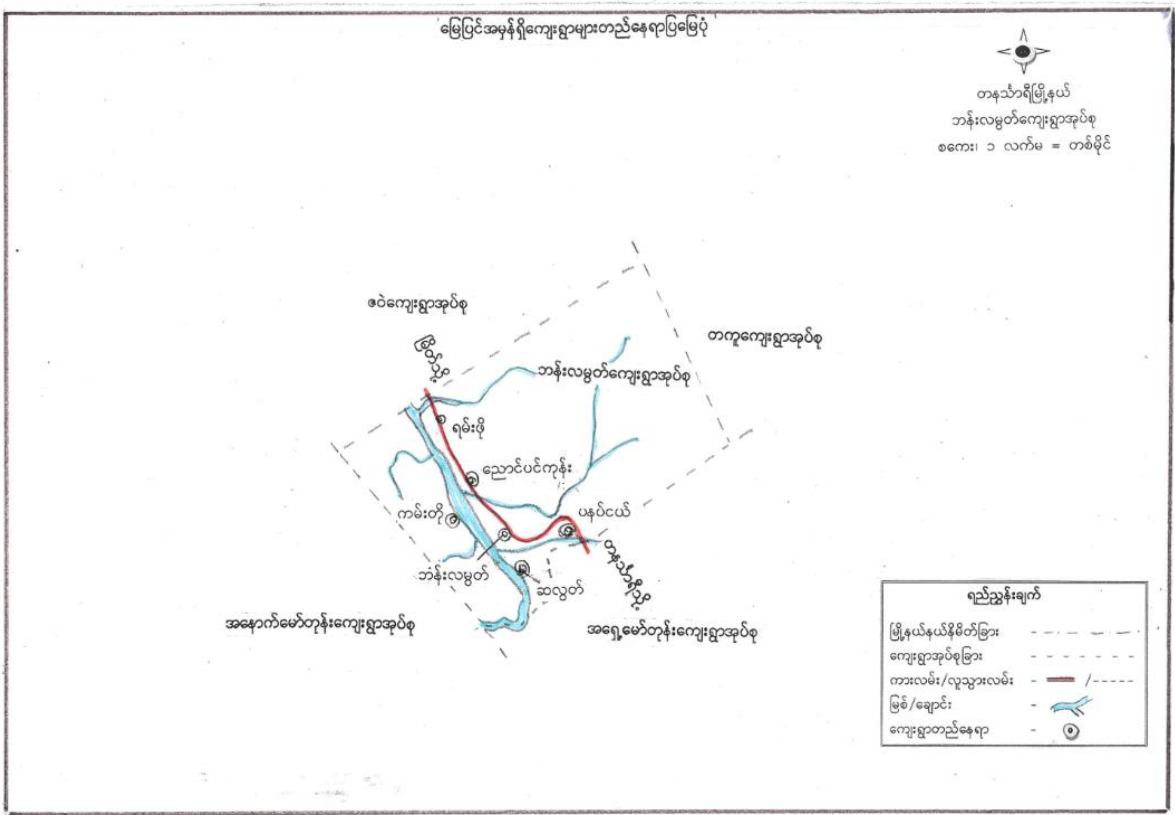 မြေပြင်အမှန်ရှိကျေးရွာများတည်နေရာပြမြေပုံ
တနင်္သာရီမြို့နယ်
ဘန်းလမွတ်ကျေးရွာအုပ်စု
စကေး၊ ၁ လက်မ = တစ်မိုင်
ဇဝဲကျေးရွာအုပ်စု
တကူကျေးရွာအုပ်စု
မြိတ်သို့
ဘန်းလမွတ်ကျေးရွာအုပ်စု
ရမ်းဖို
ညောင်ပင်ကုန်း
ကမ်းတို
ပနပ်ငယ်
တနင်္သာရီသို့
ဘန်းလမွတ်
ဆလွတ်
အနောက်မော်တုန်းကျေးရွာအုပ်စု
အရှေ့မော်တုန်းကျေးရွာအုပ်စု
ရည်ညွှန်းချက်
မြို့နယ်နယ်နိမိတ်ခြား
ကျေးရွာအုပ်စုခြား
ကားလမ်း/လူသွားလမ်း
မြစ်/ချောင်း
ကျေးရွာတည်နေရာ